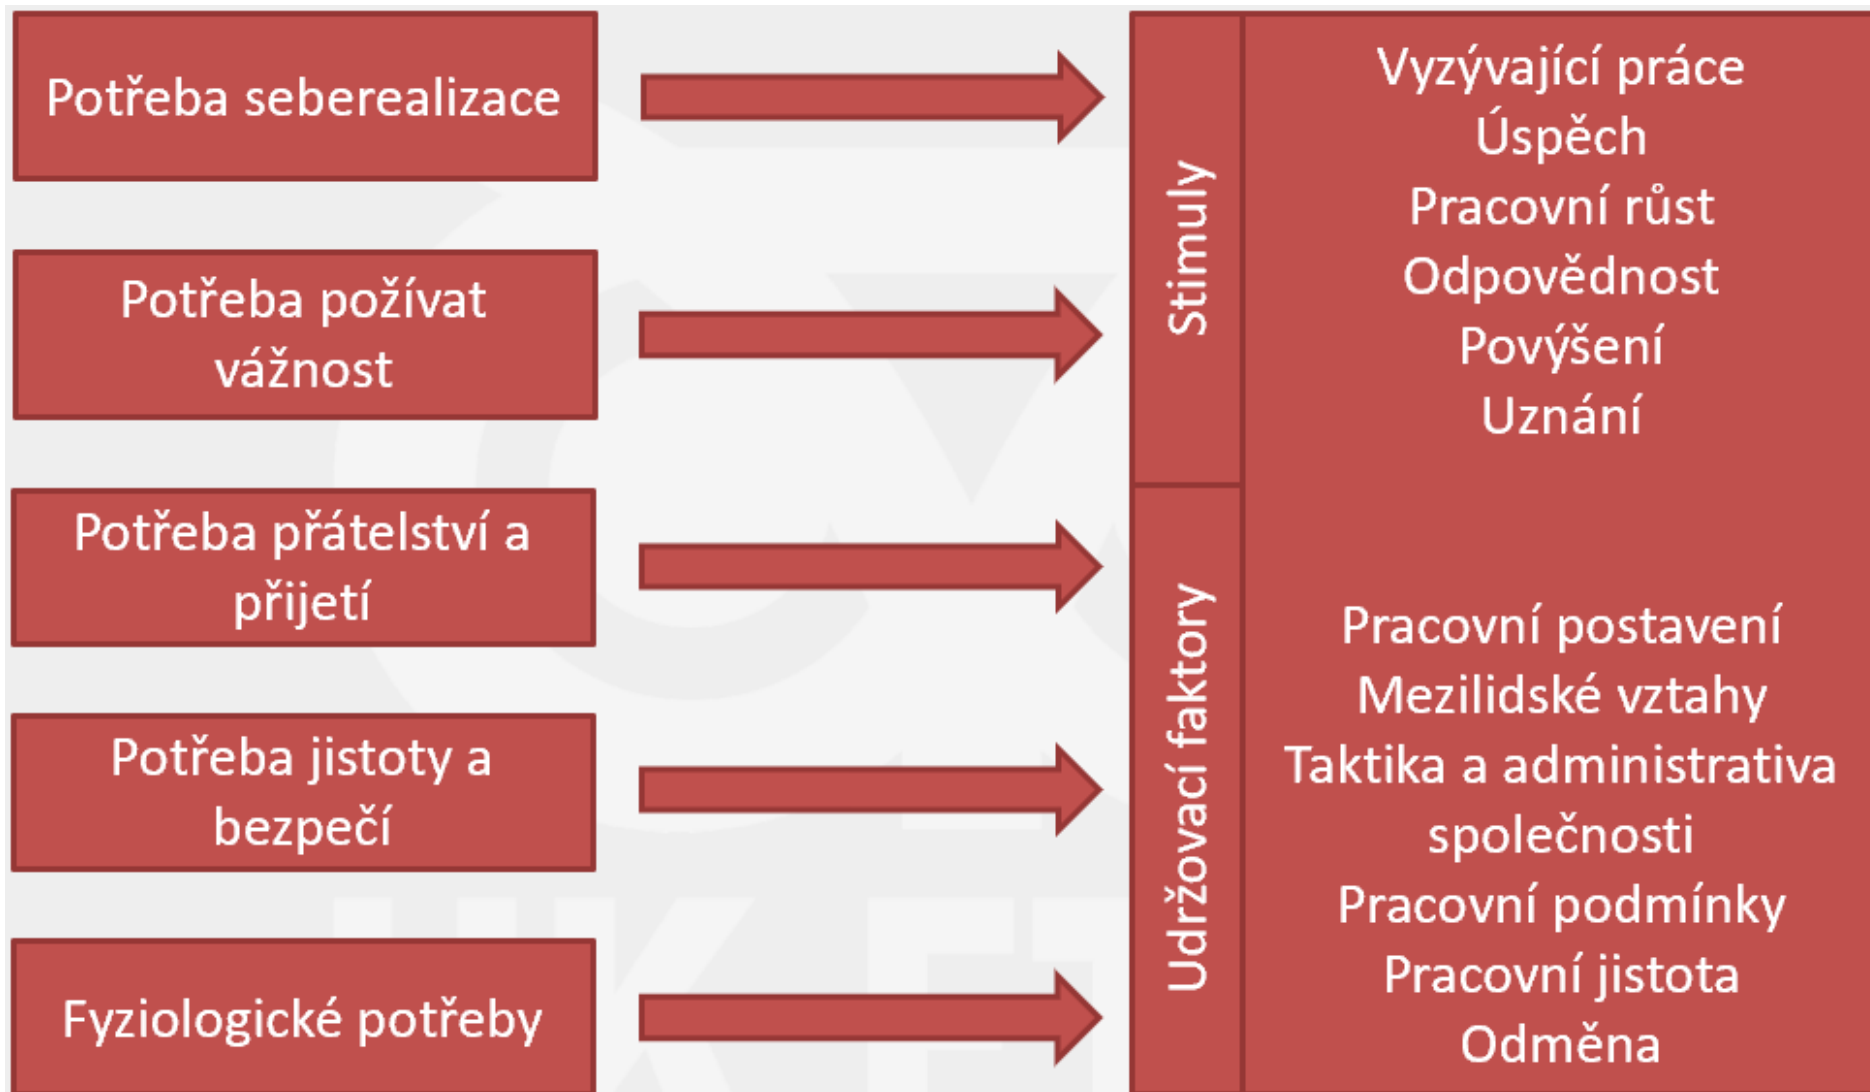 Potřeba seberealizace
Potřeba požívat
vážnost
Potřeba přátelství a
přijetí
Potřeba jistoty a
bezpečí
Fyziologické potřeby
Stimuly
Udržovací faktory
Vyzývající práce
Úspěch
Pracovní růst
Odpovědnost
Povýšení
Uznání
Pracovní postavení
Mezilidské vztahy
Taktika a administrativa
společnosti
Pracovní podmínky
Pracovní jistota
Odměna